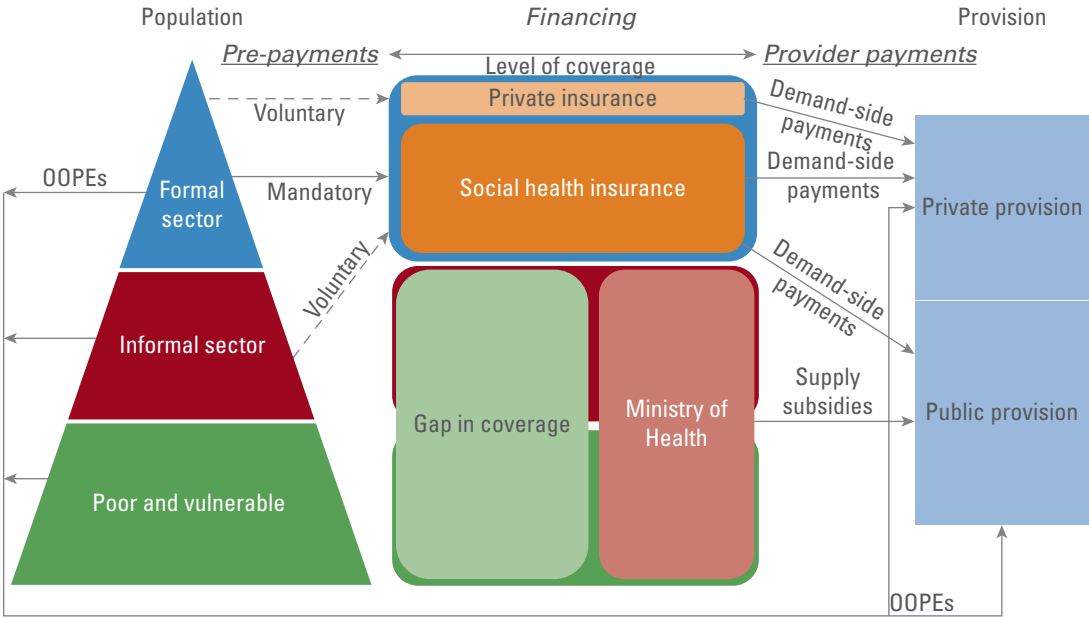 Population
Financing
Provision
Pre-payments
Provider payments
Level of coverage
Private insurance
Voluntary
Demand-side
payments
OOPEs
Formal
sector
Mandatory
Social health insurance
Demand-side
payments
Private provision
Voluntary
Demand-side
payments
Informal sector
Supply
subsidies
Gap in coverage
Ministry of
Health
Public provision
Poor and vulnerable
OOPEs